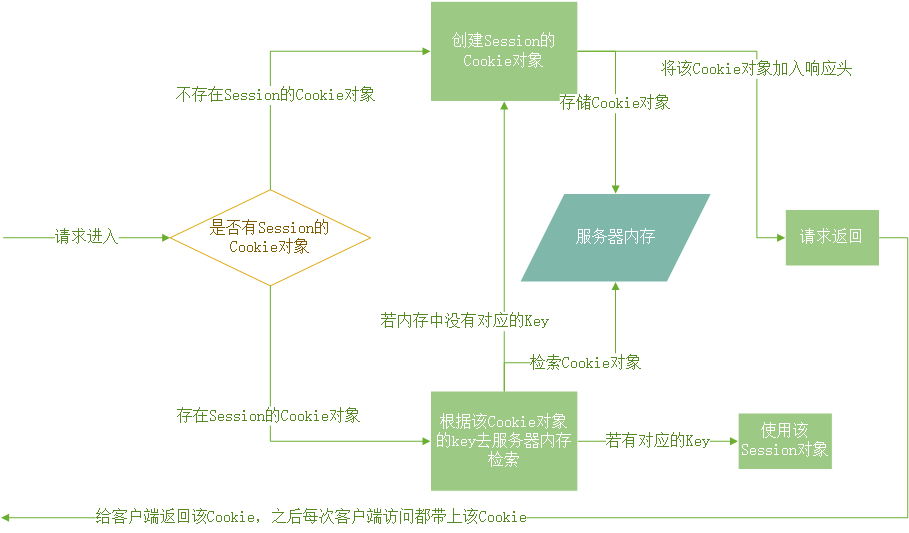 创建Session的
Cookie对象
将该Cookie对象加入响应头
不存在Session的Cookie对象
存储Cookie对象
是否有Session的
Cookie对象
请求进入
服务器内存
请求返回
若内存中没有对应的Key
检索Cookie对象
存在Session的Cookie对象
根据该Cookie对象
的key去服务器内存
检索
若有对应的Key
使用该
Session对象
给客户端返回该Cookie，之后每次客户端访问都带上该Cookie